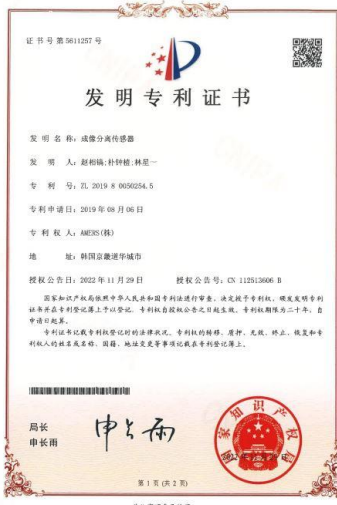 证书号第5611257号
发明专利证书
发 明 名 称：成像分离传感器
发 明 人：赵相镐;朴钟植;林星一
专 利 号：ZL 2019 8 0050254.5
专利申请日：2019年08月06日
专 利 权 人：AMEXS(株)
地 址：韩国京畿道华城市
授权公告日：2022年11月29日 授权公告号：CN 112513606 B
国家知识产权局依照中华人民共和国专利法进行审查，决定授予专利权，颁发发明专利
证书并在专利登记簿上予以登记。专利权自授权公告之日起生效。专利权期限为二十年，自
申请日起算。
专利证书记载专利权登记时的法律状况。专利权的转移、质押、无效、终止、恢复和专
利权人的姓名或名称、国籍、地址变更等事项记载在专利登记簿上。
局长
申长雨
申长雨
国家知识产权局
第 1 页 (共 2 页)